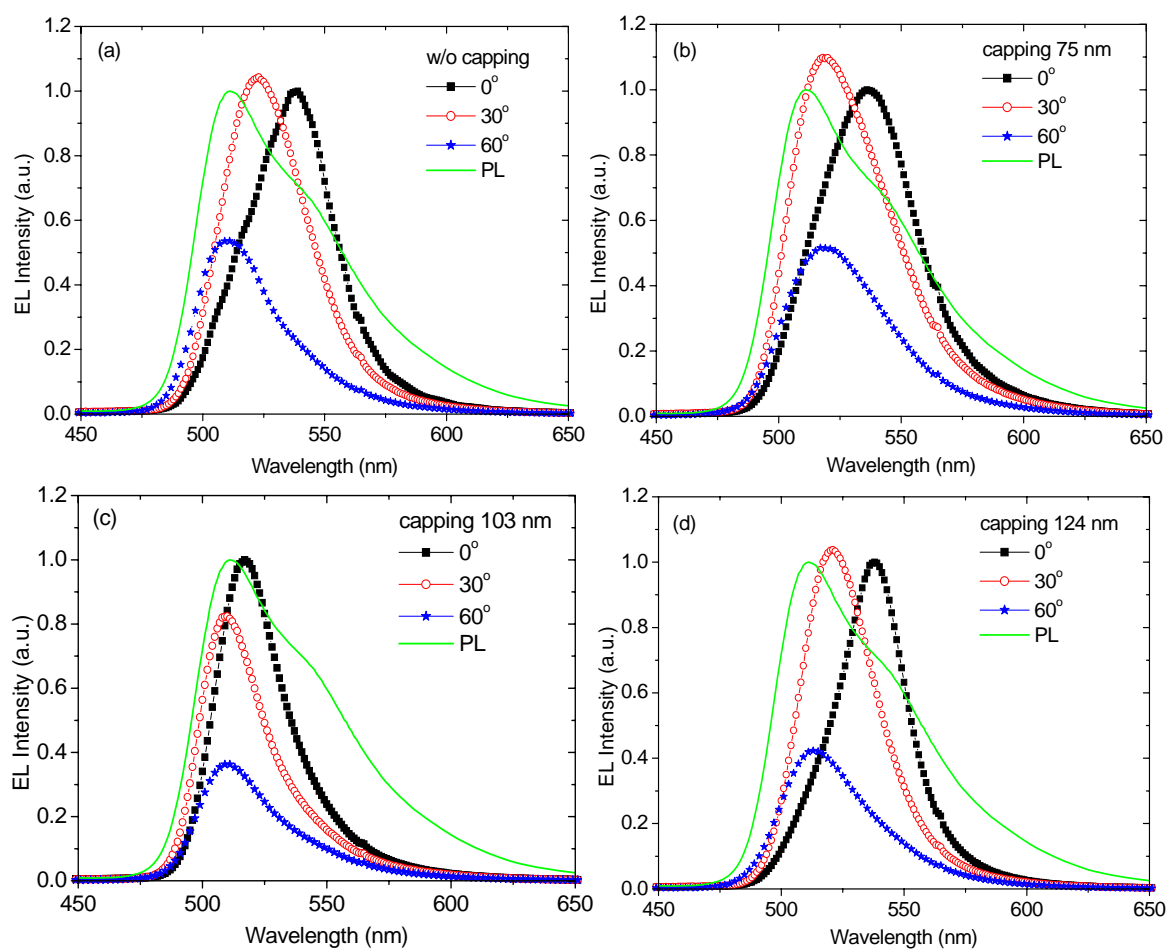 (a)
w/o capping
0°
30°
60°
PL
EL Intensity (a.u.)
1.2
1.0
0.8
0.6
0.4
0.2
0.0
450 500 550 600 650
Wavelength (nm)
(b)
capping 75 nm
0°
30°
60°
PL
EL Intensity (a.u.)
1.2
1.0
0.8
0.6
0.4
0.2
0.0
450 500 550 600 650
Wavelength (nm)
(c)
capping 103 nm
0°
30°
60°
PL
EL Intensity (a.u.)
1.2
1.0
0.8
0.6
0.4
0.2
0.0
450 500 550 600 650
Wavelength (nm)
(d)
capping 124 nm
0°
30°
60°
PL
EL Intensity (a.u.)
1.2
1.0
0.8
0.6
0.4
0.2
0.0
450 500 550 600 650
Wavelength (nm)